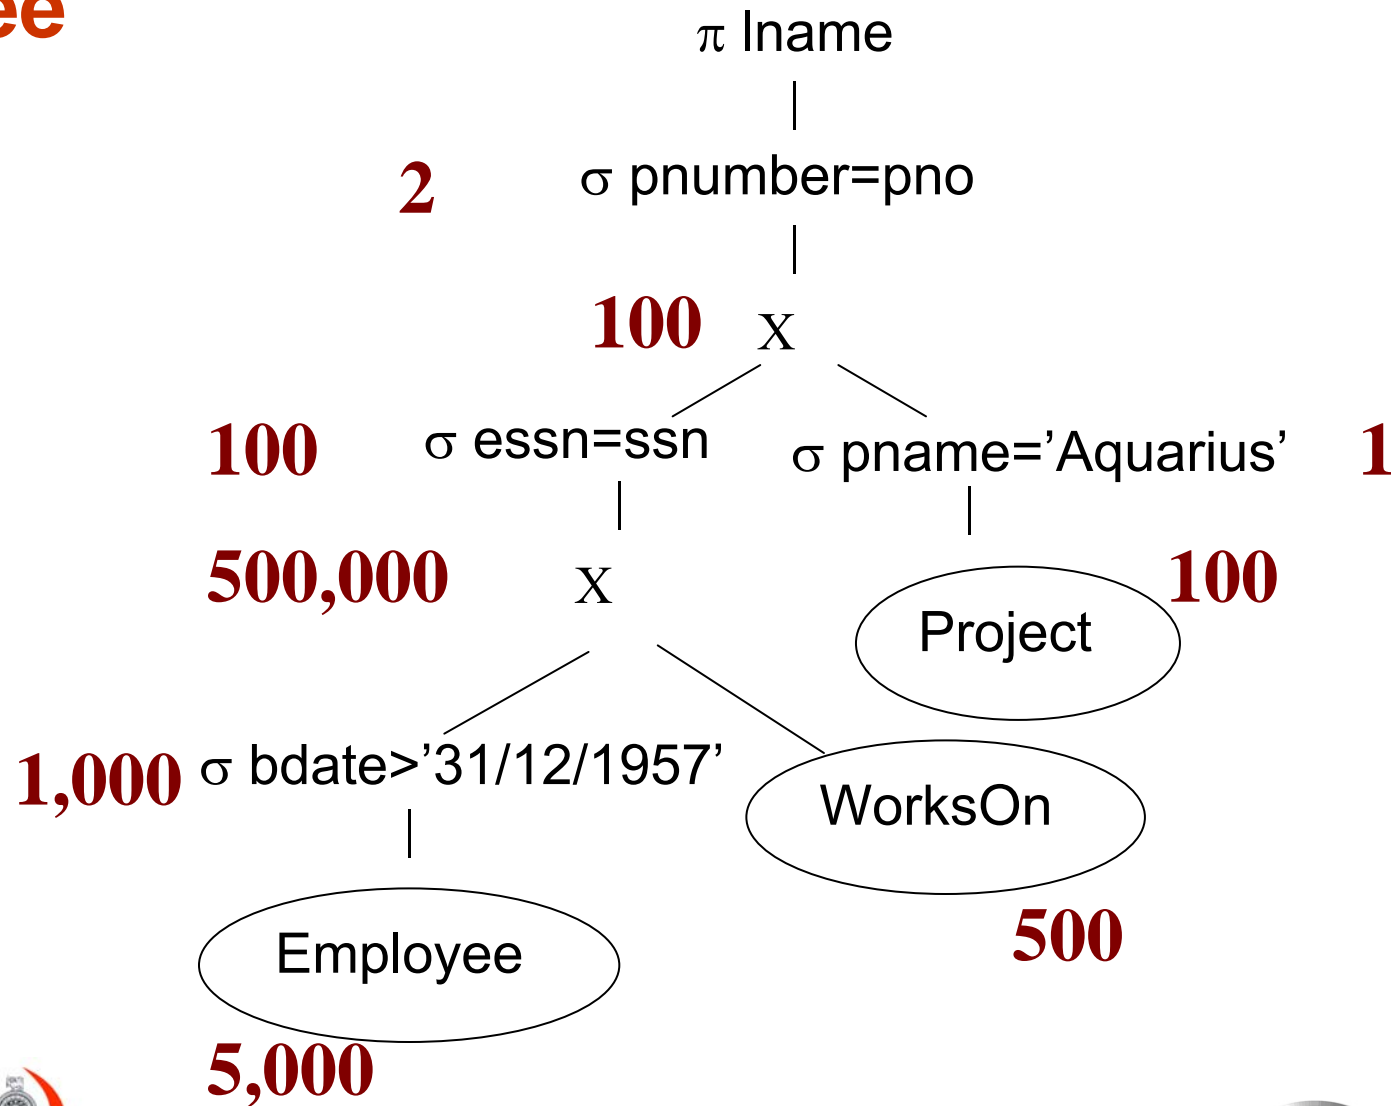 ee
π lname
2 σ pnumber=pno
100 X
100 σ essn=ssn σ pname=’Aquarius’ 1
500,000 X 100
Project
1,000 σ bdate>’31/12/1957’
WorksOn
500
Employee
5,000